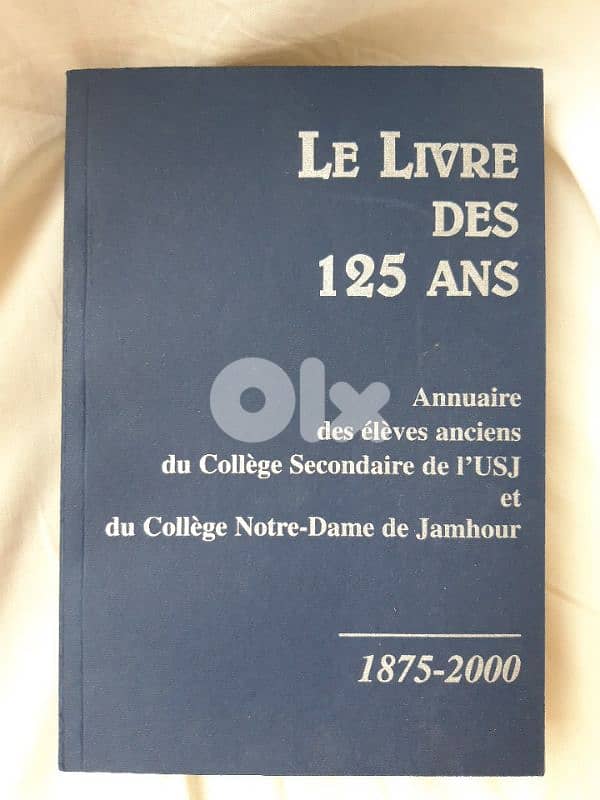 LE LIVRE
DES
125 ANS
OLX
Annuaire
des élèves anciens
du Collège Secondaire de l'USJ
et
du Collège Notre-Dame de Jamhour
1875-2000